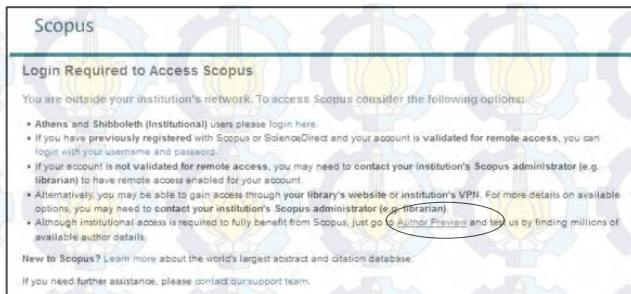 Scopus
Login Required to Access Scopus
You are outside your institution's network. To access Scopus consider the following options:
▪ Athens and Shibboleth (Institutional) users please login here.
▪ If you have previously registered with Scopus or ScienceDirect and your account is validated for remote access, you can
login with your username and password.
▪ If your account is not validated for remote access, you may need to contact your institution's Scopus administrator (e.g.
librarian) to have remote access enabled for your account.
▪ Alternatively, you may be able to gain access through your library's website or institution's VPN. For more details on available
options, you may need to contact your institution's Scopus administrator (e.g. librarian).
▪ Although institutional access is required to fully benefit from Scopus, just go to Author Preview and test us by finding millions of
available author details.
New to Scopus? Learn more about the world's largest abstract and citation database.
If you need further assistance, please contact our support team.